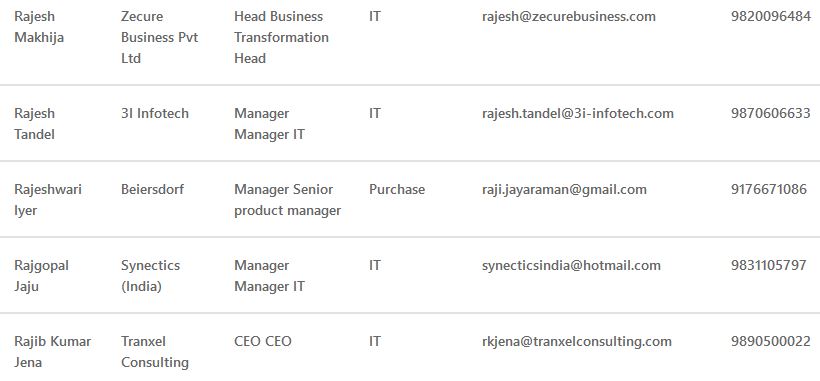 Rajesh Zecure Head Business IT rajesh@zecurebusiness.com 9820096484
Makhija Business Pvt Transformation
Ltd Head
Rajesh 3I Infotech Manager IT rajesh.tandel@3i-infotech.com 9870606633
Tandel Manager IT
Rajeshwari Beiersdorf Manager Senior Purchase raji.jayaraman@gmail.com 9176671086
Iyer product manager
Rajgopal Synectics Manager IT synecticsindia@hotmail.com 9831105797
Jaju (India) Manager IT
Rajib Kumar Tranxel CEO CEO IT rkjena@tranxelconsulting.com 9890500022
Jena Consulting